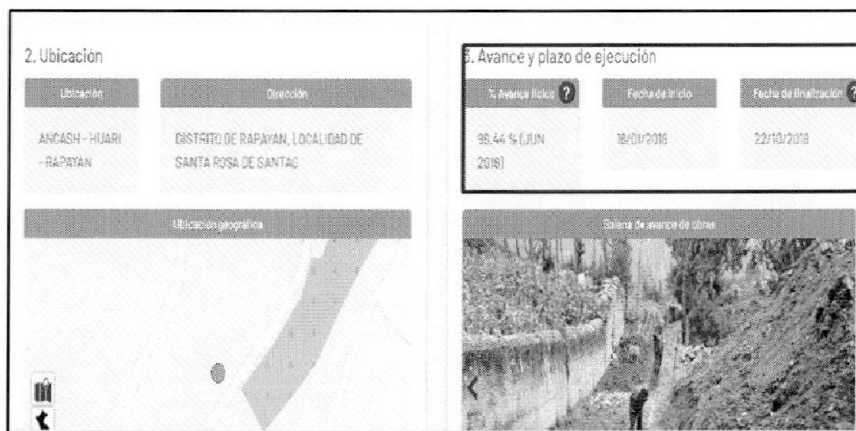 2. Ubicación
Ubicación
Dirección
ANCASH - HUARI
- RAPAYAN
DISTRITO DE RAPAYAN, LOCALIDAD DE
SANTA ROSA DE
Ubicación geográfica
Avance y plazo de ejecución
% Avance físico ?
Fecha de inicio
Fecha de finalización ?
96.44 % (JUN
2018)
18/01/2018
22/10/2018
de avance de obras